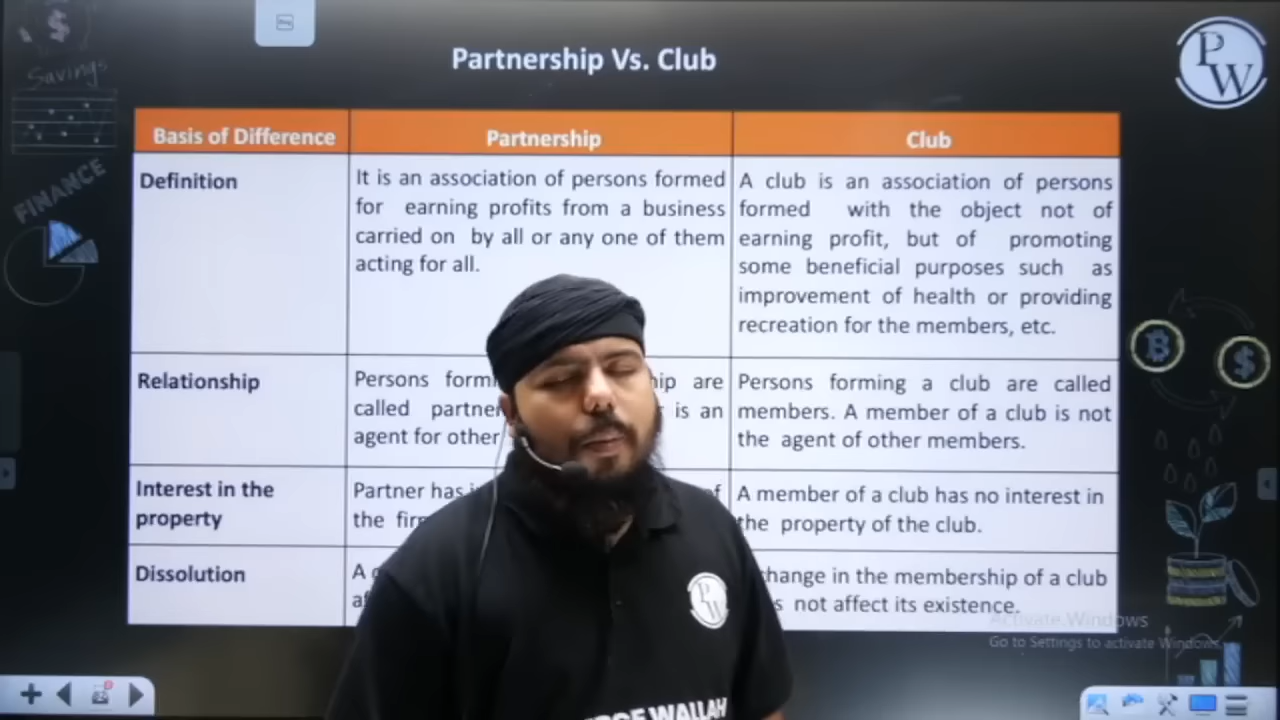 Savings
FINANCE
Partnership Vs. Club
PW
Basis of Difference
Partnership
Club
Definition
It is an association of persons formed
for earning profits from a business
carried on by all or any one of them
acting for all.
A club is an association of persons
formed with the object not of
earning profit, but of promoting
some beneficial purposes such as
improvement of health or providing
recreation for the members, etc.
Relationship
Persons are
called is an
agent for other
Persons forming a club are called
members. A member of a club is not
the agent of other members.
Interest in the
property
Partner has
the
A member of a club has no interest in
the property of the club.
Dissolution
A
change in the membership of a club
not affect its existence.
Activate Windows
Go to Settings to activate Windows.
PW
WALLAH